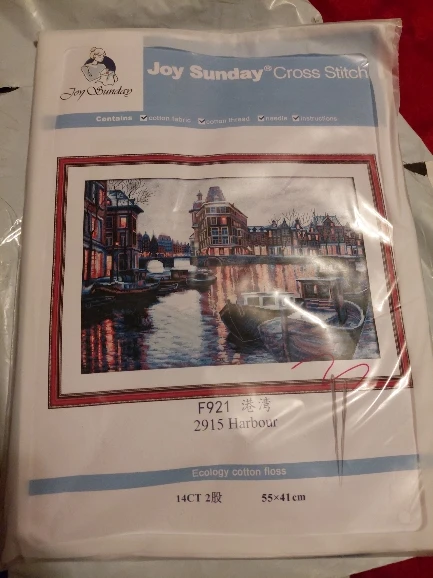 Joy Sunday
Joy Sunday® Cross Stitch
Contains cotton fabric cotton thread needle instructions
F921 港湾
2915 Harbour
Ecology cotton floss
14CT 2股 55×41cm